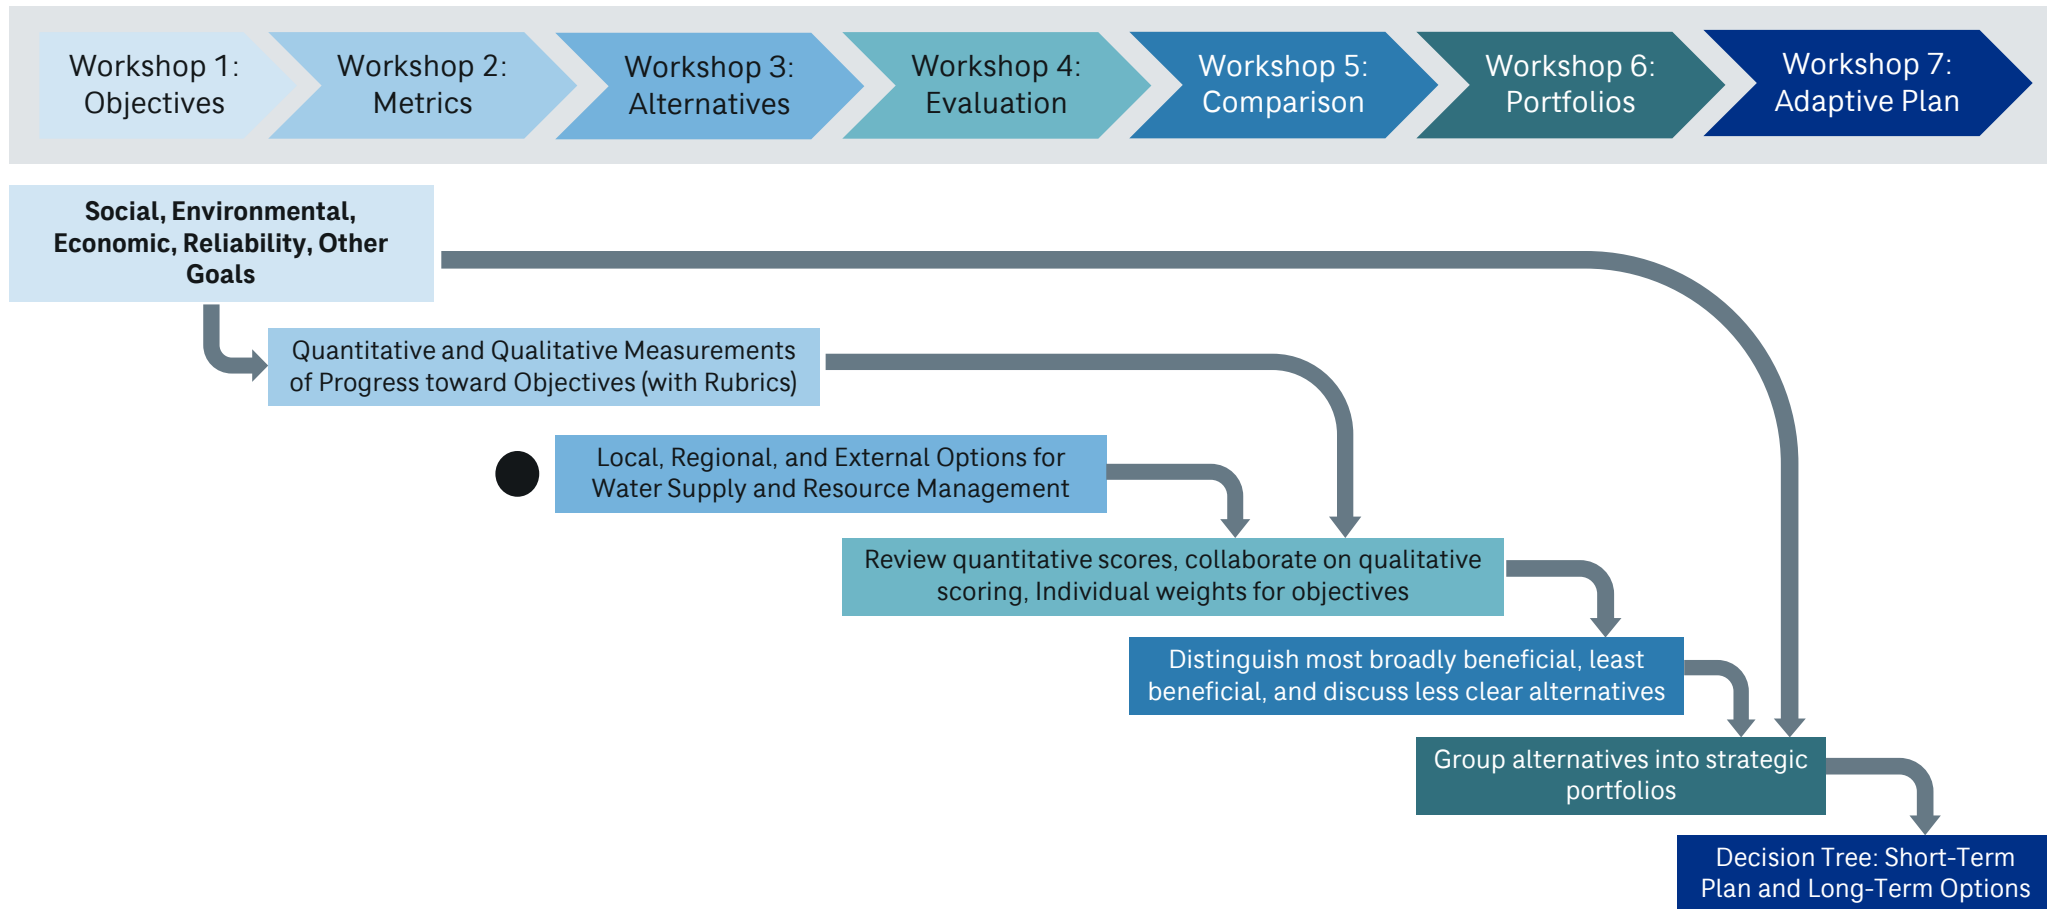 Workshop 1:
Objectives
Workshop 2:
Metrics
Workshop 3:
Alternatives
Workshop 4:
Evaluation
Workshop 5:
Comparison
Workshop 6:
Portfolios
Workshop 7:
Adaptive Plan
Social, Environmental,
Economic, Reliability, Other
Goals
Quantitative and Qualitative Measurements
of Progress toward Objectives (with Rubrics)
Local, Regional, and External Options for
Water Supply and Resource Management
Review quantitative scores, collaborate on qualitative
scoring, Individual weights for objectives
Distinguish most broadly beneficial, least
beneficial, and discuss less clear alternatives
Group alternatives into strategic
portfolios
Decision Tree: Short-Term
Plan and Long-Term Options